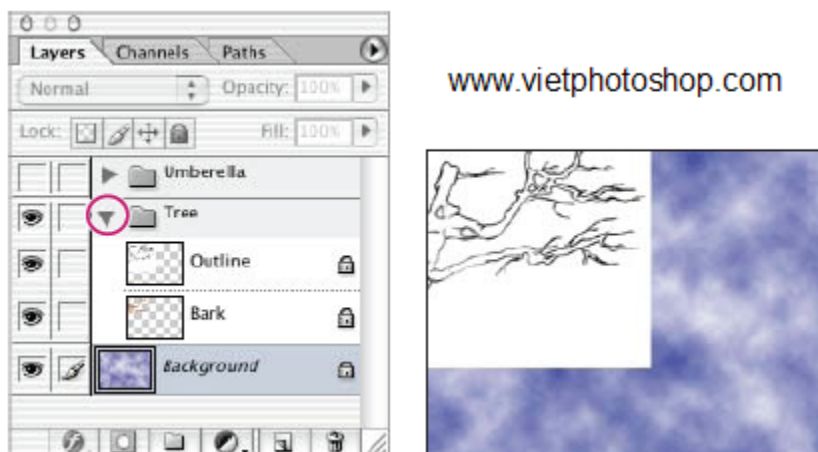 Layers Channels Paths
Normal Opacity: 100%
Lock: Fill: 100%
Umberella
Tree
Outline
Bark
Background
www.vietphotoshop.com